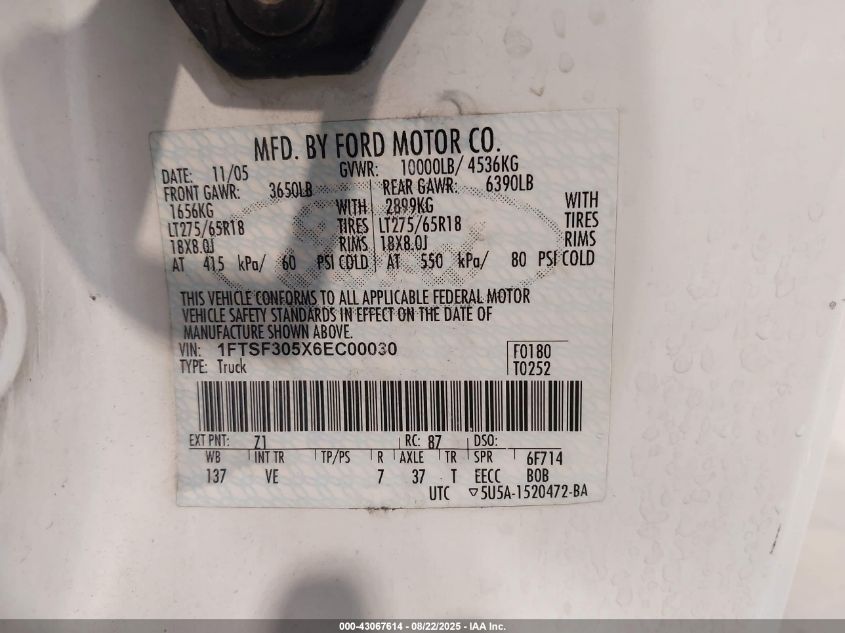 MFD. BY FORD MOTOR CO.
DATE: 11/05 GVWR: 10000LB/ 4536KG
FRONT GAWR: 3650LB REAR GAWR: 6390LB
1656KG WITH 2899KG WITH
LT275/65R18 TIRES LT275/65R18 TIRES
18X8.0J RIMS 18X8.0J RIMS
AT 415 kPa/ 60 PSI COLD AT 550 kPa/ 80 PSI COLD
THIS VEHICLE CONFORMS TO ALL APPLICABLE FEDERAL MOTOR
VEHICLE SAFETY STANDARDS IN EFFECT ON THE DATE OF
MANUFACTURE SHOWN ABOVE.
VIN: 1FTSF305X6EC00030 F0180
TYPE: Truck T0252
EXT PNT: Z1 RC: 87 DSO:
WB INT TR TP/PS R AXLE TR SPR 6F714
137 VE 7 37 T EECC BOB
UTC ▽5U5A-1520472-BA
000-43067614 - 08/22/2025 - IAA Inc.